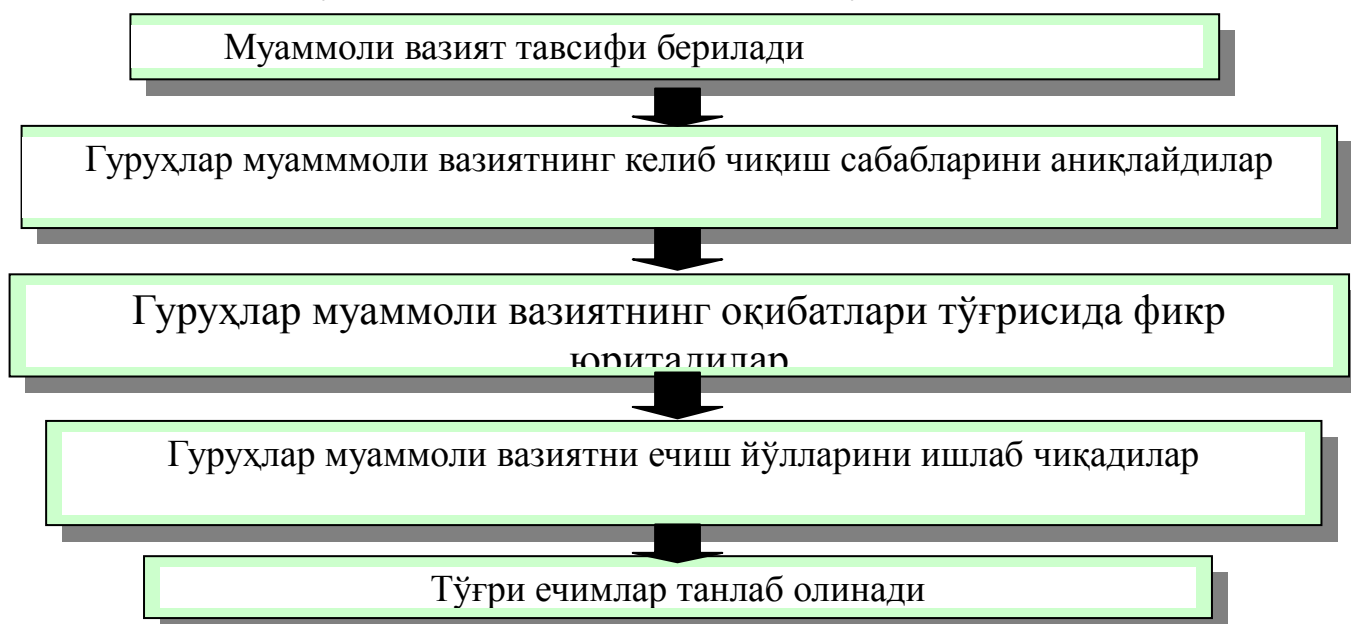 Муаммоли вазият тавсифи берилади
Гуруҳлар муамммоли вазиятнинг келиб чиқиш сабабларини аниқлайдилар
Гуруҳлар муаммоли вазиятнинг оқибатлари тўғрисида фикр
юритадилар
Гуруҳлар муаммоли вазиятни ечиш йўлларини ишлаб чиқадилар
Тўғри ечимлар танлаб олинади